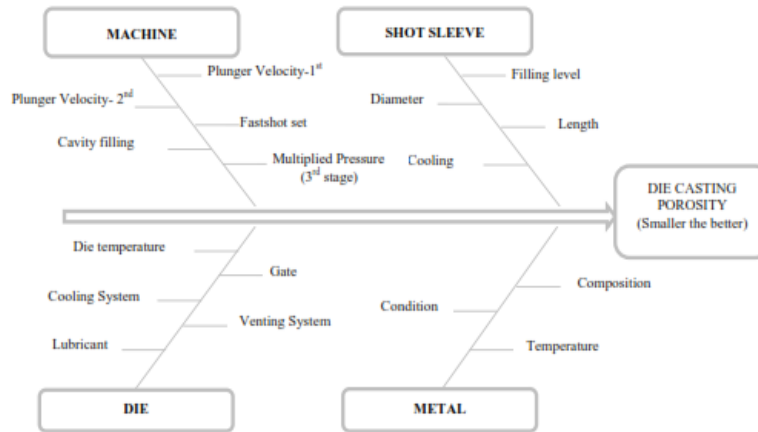 MACHINE
SHOT SLEEVE
Plunger Velocity-1st
Filling level
Plunger Velocity- 2nd
Diameter
Fastshot set
Length
Cavity filling
Multiplied Pressure
(3rd stage)
Cooling
DIE CASTING
POROSITY
(Smaller the better)
Die temperature
Gate
Composition
Cooling System
Condition
Venting System
Lubricant
Temperature
DIE
METAL